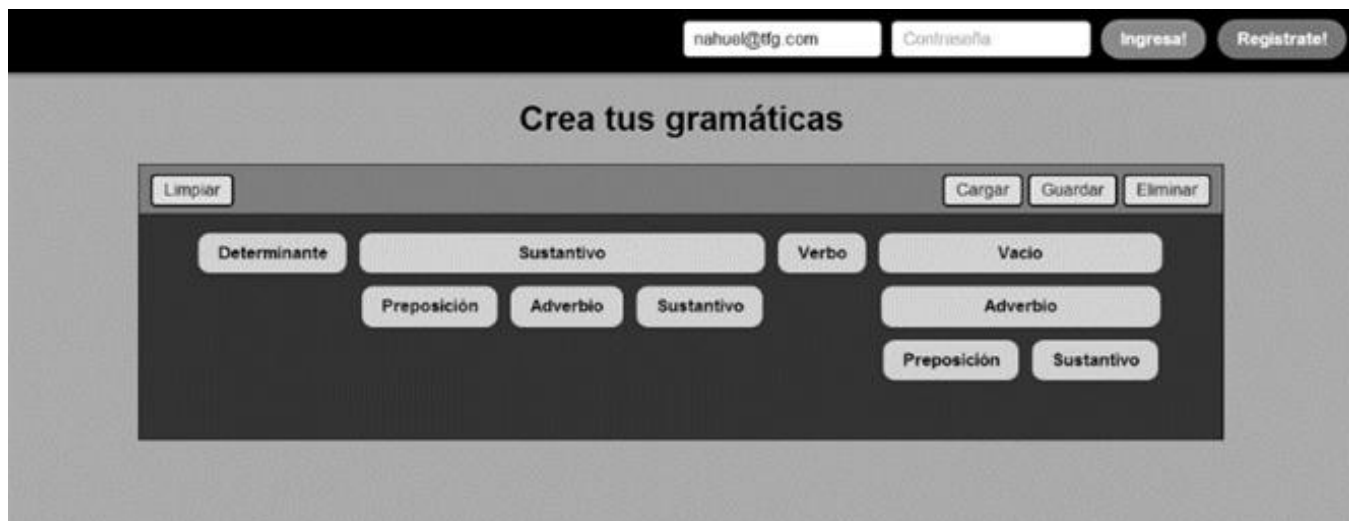 nahuel@tfg.com Contraseña Ingresa! Registrate!
Crea tus gramáticas
Limpiar Cargar Guardar Eliminar
Determinante Sustantivo Verbo Vacio
Preposición Adverbio Sustantivo Adverbio
Preposición Sustantivo